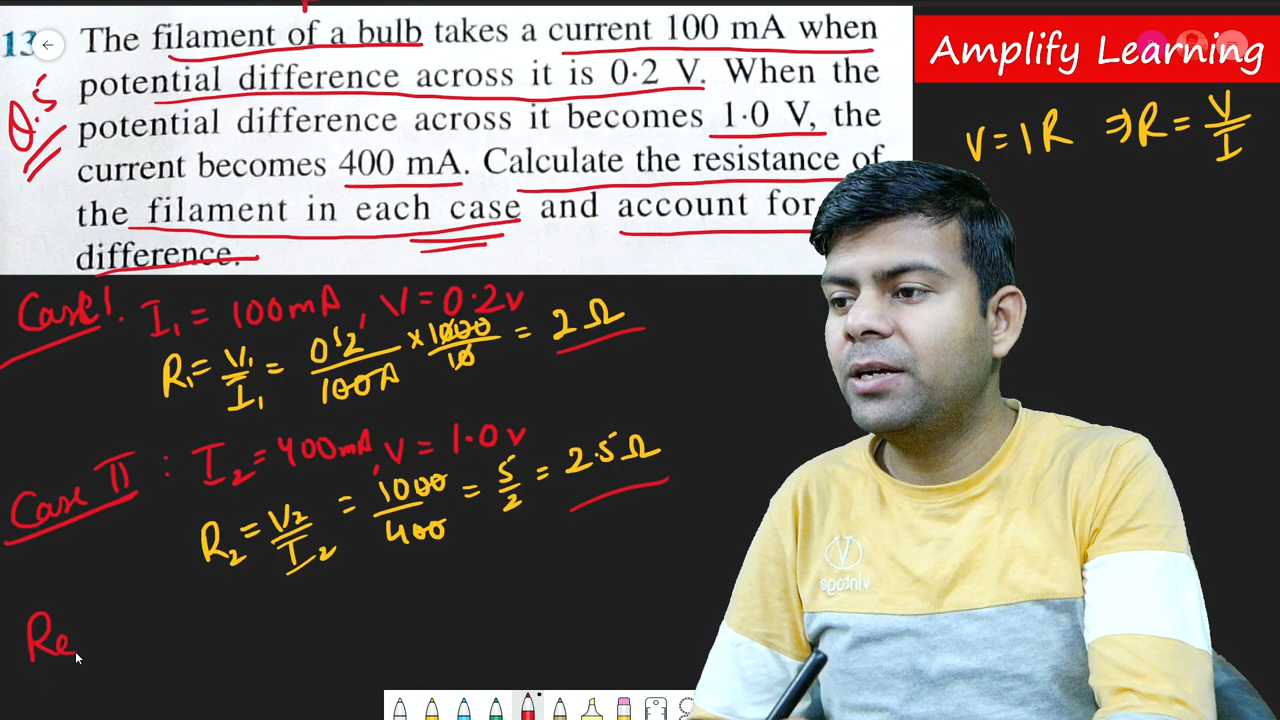 13.
The filament of a bulb takes a current 100 mA when
potential difference across it is 0·2 V. When the
potential difference across it becomes 1·0 V, the
current becomes 400 mA. Calculate the resistance of
the filament in each case and account for
difference.
Q.5
Amplify Learning
V = IR ⇒ R = V/I
Case I. I₁ = 100mA, V = 0.2v
R₁ = V₁/I₁ = 0.2/100A × 1000/10 = 2 Ω
Case II : I₂ = 400mA, V = 1.0v
R₂ = V₂/I₂ = 1000/400 = 5/2 = 2.5 Ω
Re
vintage